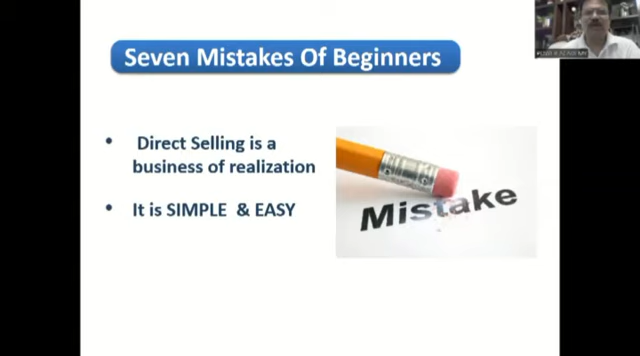 Seven Mistakes Of Beginners
• Direct Selling is a
business of realization
• It is SIMPLE & EASY
Mistake